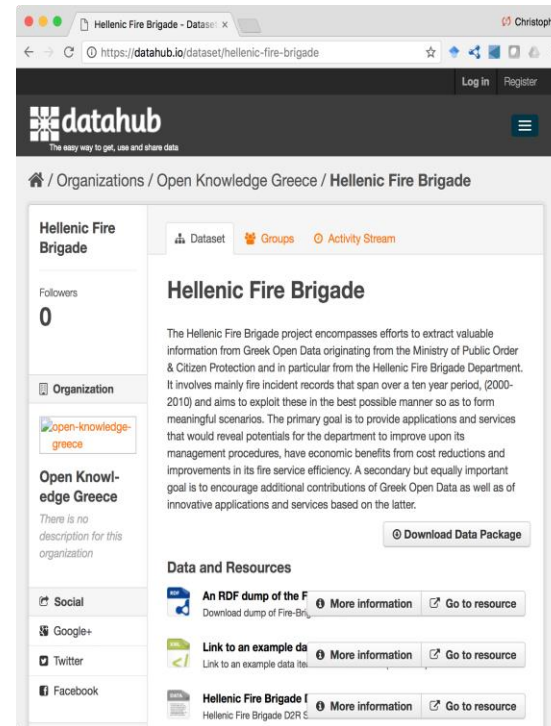 Hellenic Fire Brigade - Dataset
Christoph
https://datahub.io/dataset/hellenic-fire-brigade
Log in Register
datahub
The easy way to get, use and share data
/ Organizations / Open Knowledge Greece / Hellenic Fire Brigade
Hellenic Fire
Brigade
Followers
0
Organization
open-knowledge-
greece
Open Knowl-
edge Greece
There is no
description for this
organization
Social
Google+
Twitter
Facebook
Dataset Groups Activity Stream
Hellenic Fire Brigade
The Hellenic Fire Brigade project encompasses efforts to extract valuable
information from Greek Open Data originating from the Ministry of Public Order
& Citizen Protection and in particular from the Hellenic Fire Brigade Department.
It involves mainly fire incident records that span over a ten year period, (2000-
2010) and aims to exploit these in the best possible manner so as to form
meaningful scenarios. The primary goal is to provide applications and services
that would reveal potentials for the department to improve upon its
management procedures, have economic benefits from cost reductions and
improvements in its fire service efficiency. A secondary but equally important
goal is to encourage additional contributions of Greek Open Data as well as of
innovative applications and services based on the latter.
Download Data Package
Data and Resources
RDF
An RDF dump of the F
Download dump of Fire-Bri
More information Go to resource
XML
Link to an example da
Link to an example data ite
More information Go to resource
DATA
Hellenic Fire Brigade
Hellenic Fire Brigade D2R S
More information Go to resource